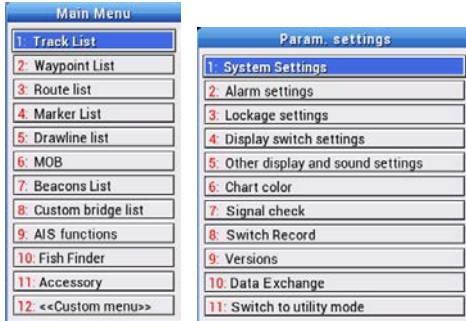 Main Menu
1: Track List
2: Waypoint List
3: Route list
4: Marker List
5: Drawline list
6: MOB
7: Beacons List
8: Custom bridge list
9: AIS functions
10: Fish Finder
11: Accessory
12: <<Custom menu>>
Param. settings
1: System Settings
2: Alarm settings
3: Lockage settings
4: Display switch settings
5: Other display and sound settings
6: Chart color
7: Signal check
8: Switch Record
9: Versions
10: Data Exchange
11: Switch to utility mode